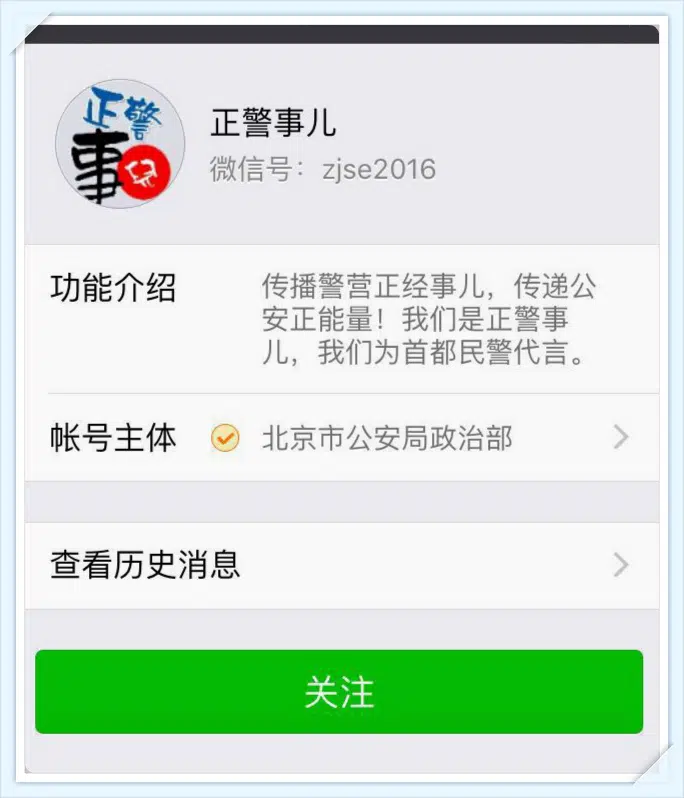 正警
事
正警事儿
微信号：zjse2016
功能介绍
传播警营正经事儿，传递公
安正能量！我们是正警事
儿，我们为首都民警代言。
帐号主体
北京市公安局政治部
查看历史消息
关注